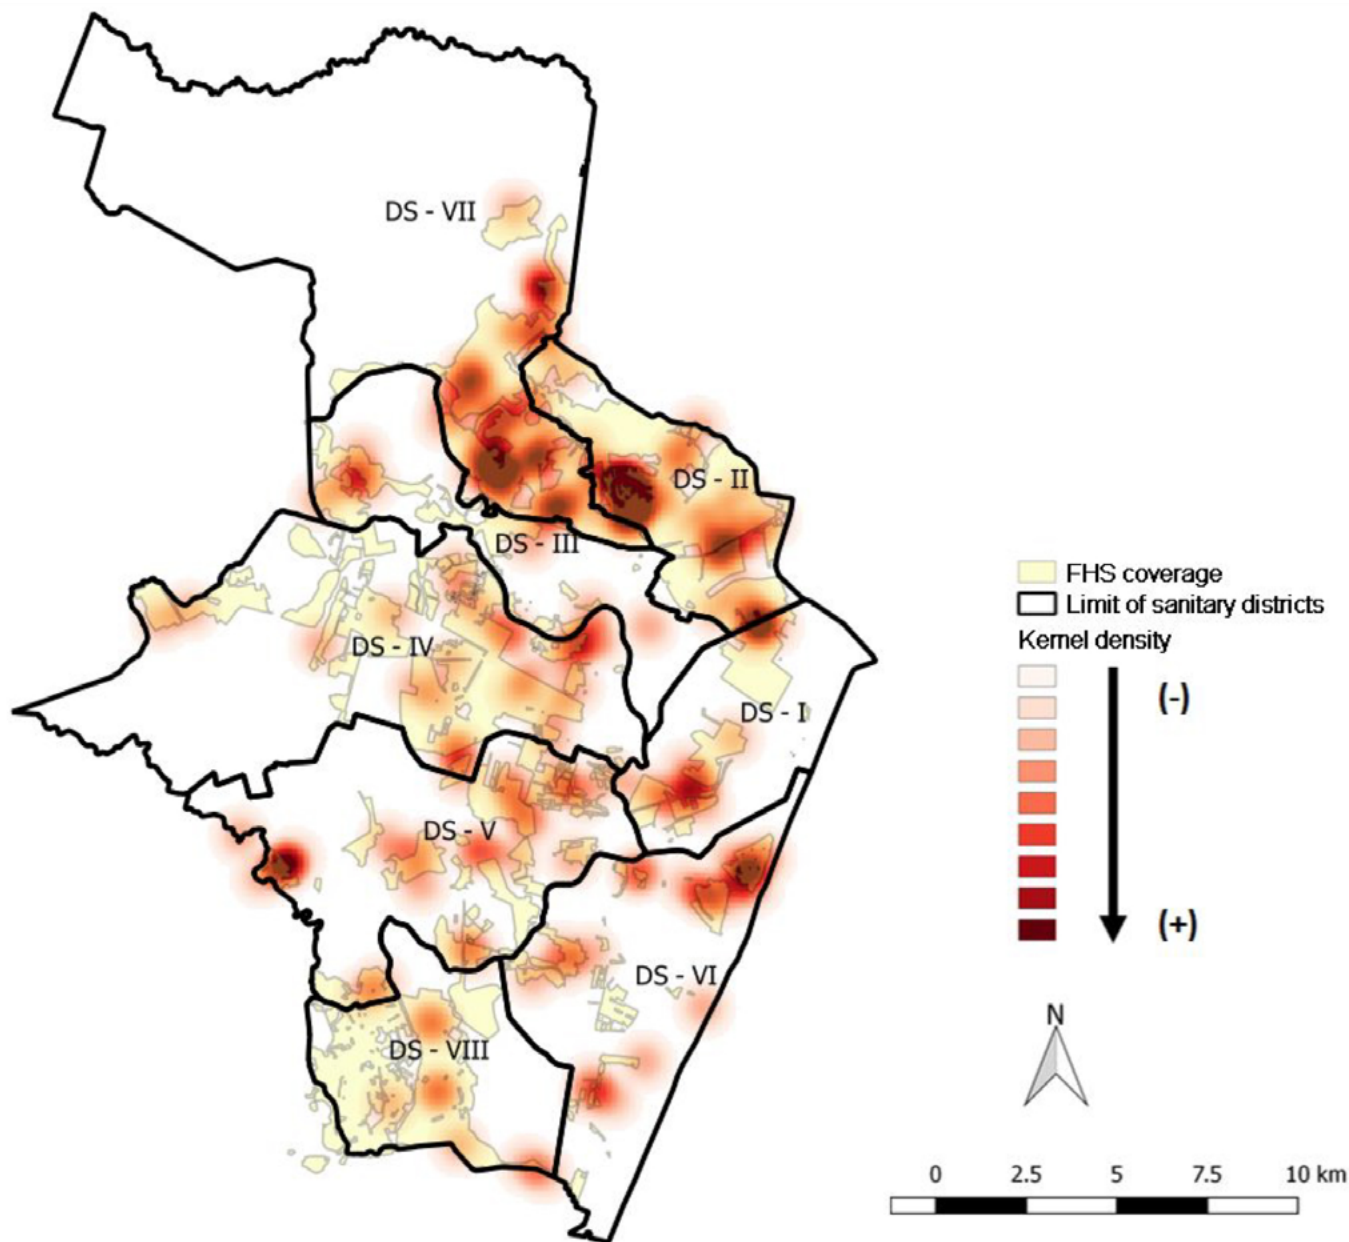 DS - VII
DS - II
DS - III
DS - IV
DS - I
DS - V
DS - VI
DS - VIII
FHS coverage
Limit of sanitary districts
Kernel density
(-)
(+)
N
0 2.5 5 7.5 10 km